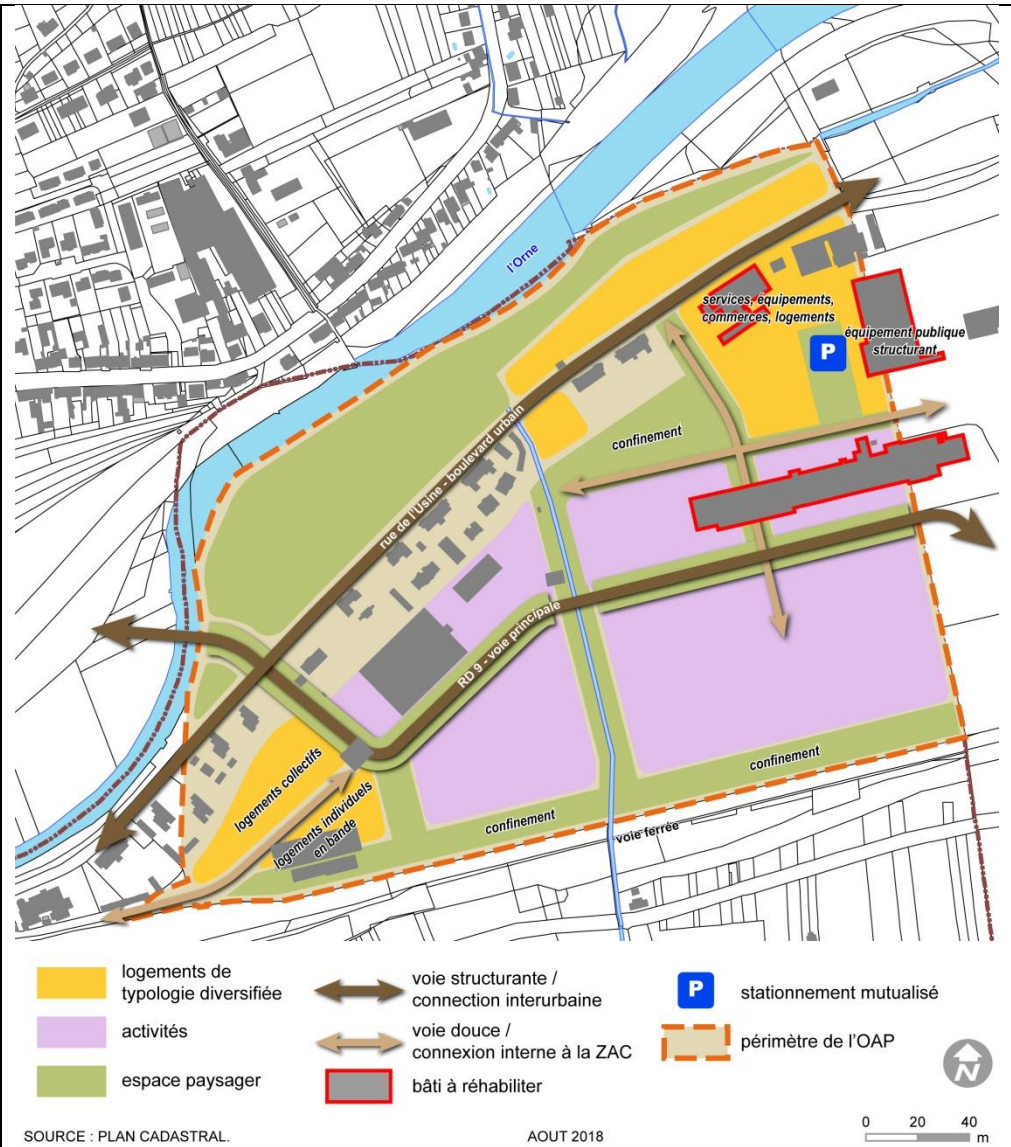 l'Orne
services, équipements,
commerces, logements
équipement publique
structurant
P
confinement
rue de l'Usine - boulevard urbain
RD 9 - voie principale
logements collectifs
logements individuels
en bande
confinement
confinement
voie ferrée
logements de
typologie diversifiée
activités
espace paysager
voie structurante /
connection interurbaine
voie douce /
connexion interne à la ZAC
bâti à réhabiliter
P
stationnement mutualisé
périmètre de l'OAP
N
SOURCE : PLAN CADASTRAL.
AOUT 2018
0 20 40
m